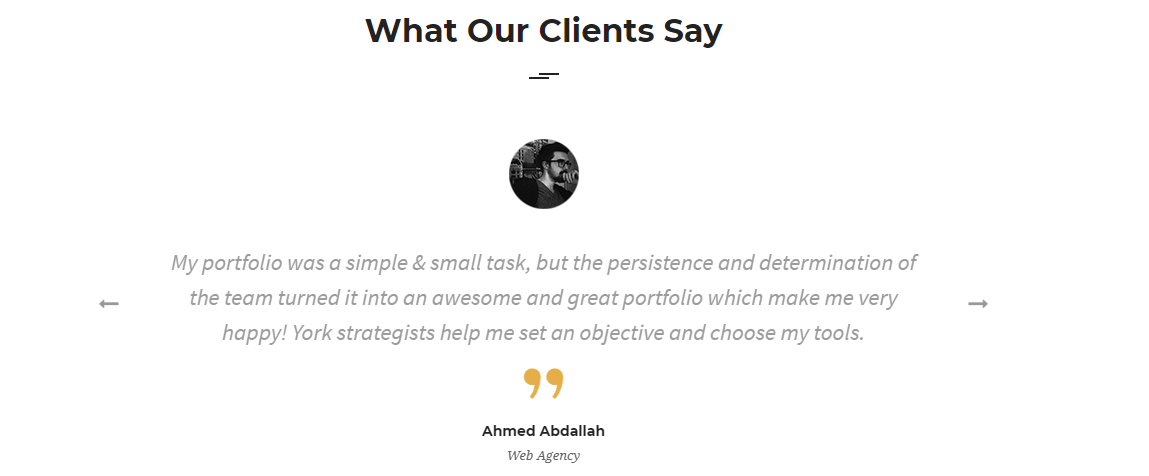 What Our Clients Say
My portfolio was a simple & small task, but the persistence and determination of
the team turned it into an awesome and great portfolio which make me very
happy! York strategists help me set an objective and choose my tools.
”
Ahmed Abdallah
Web Agency